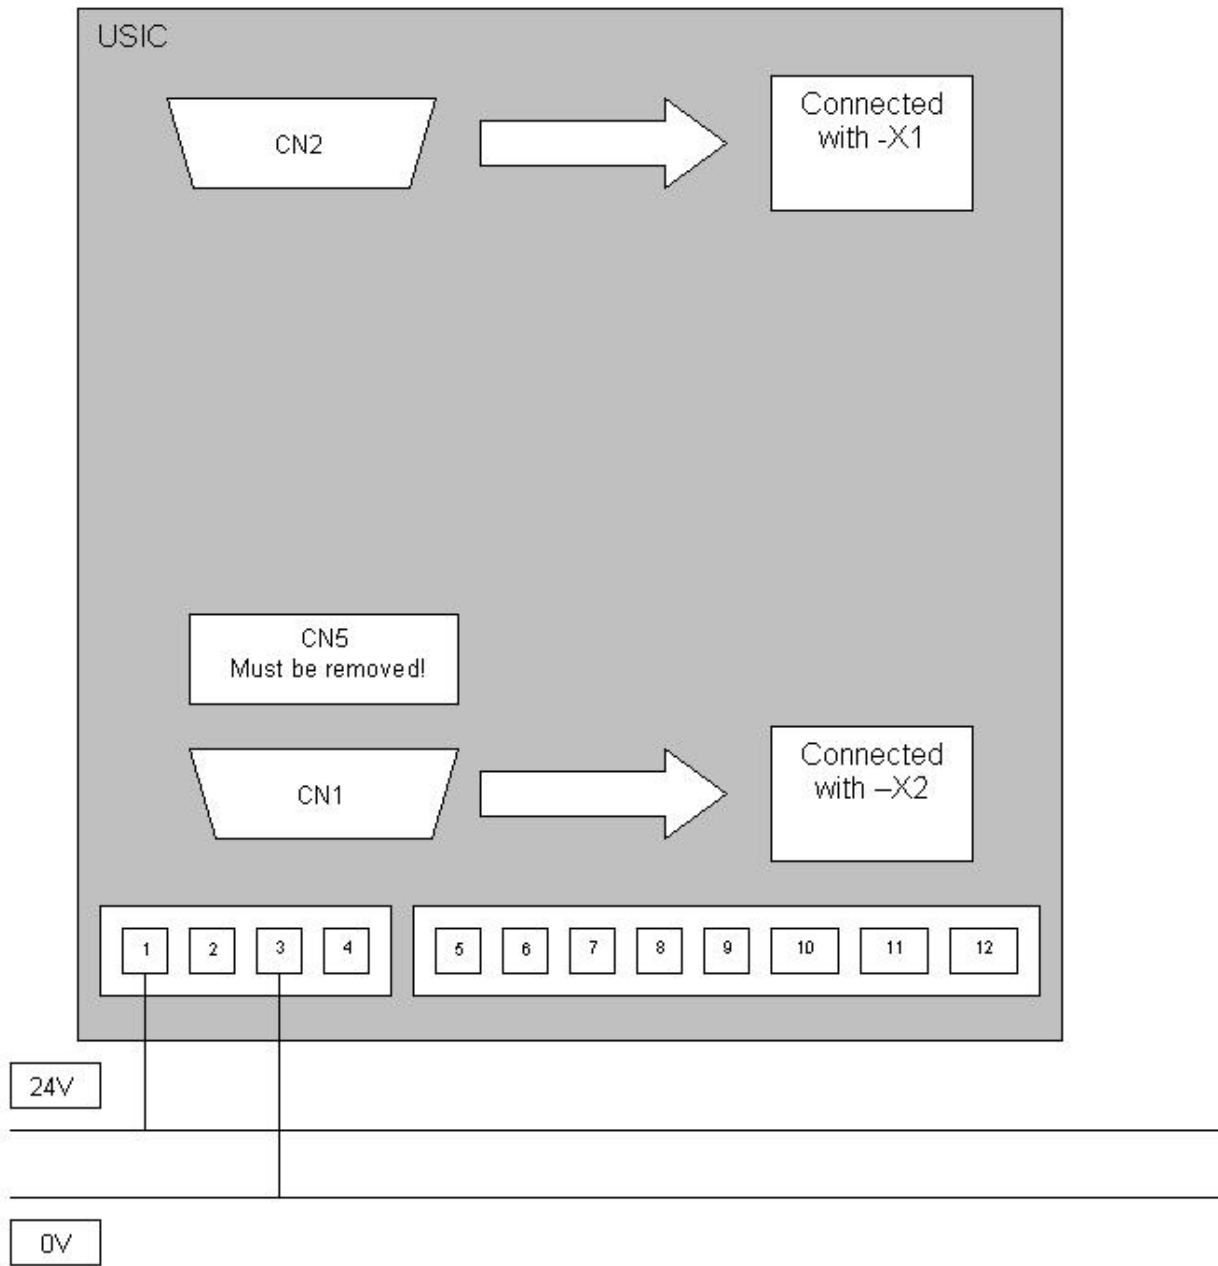 USIC
CN2
Connected
with -X1
CN5
Must be removed!
CN1
Connected
with –X2
1 2 3 4 5 6 7 8 9 10 11 12
24V
0V